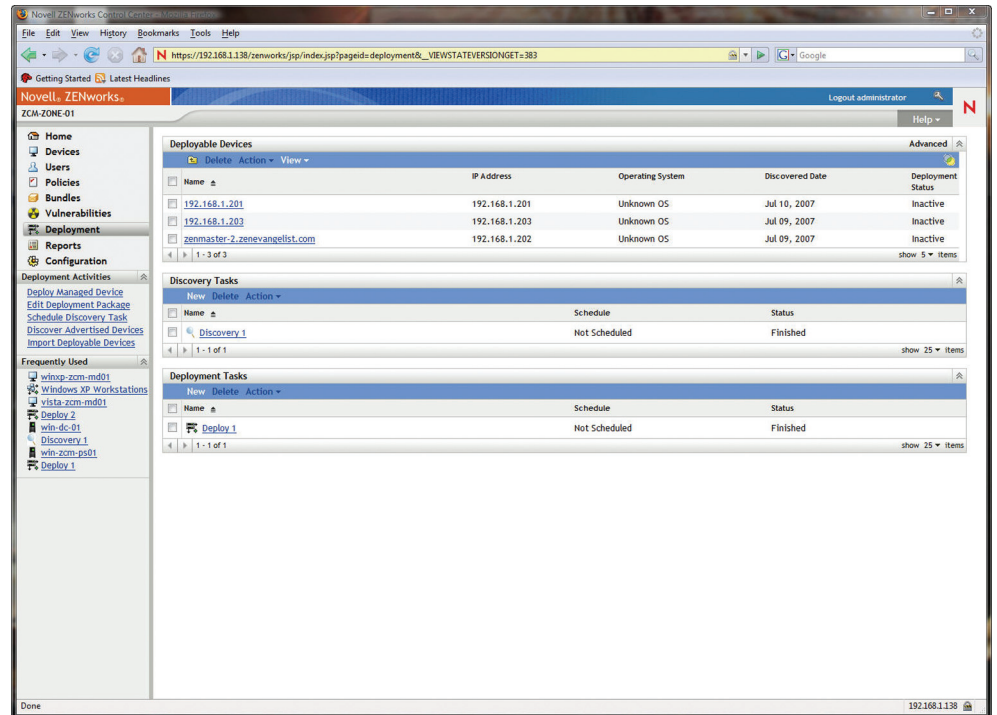 Novell ZENworks Control Center - Mozilla Firefox
File Edit View History Bookmarks Tools Help
https://192.168.1.138/zenworks/jsp/index.jsp?pageid=deployment&_VIEWSTATEVERSIONGET=383
G Google
Getting Started Latest Headlines
Novell® ZENworks®
Logout administrator
N
ZCM-ZONE-01
Help
Home
Devices
Users
Policies
Bundles
Vulnerabilities
Deployment
Reports
Configuration
Deployment Activities
Deploy Managed Device
Edit Deployment Package
Schedule Discovery Task
Discover Advertised Devices
Import Deployable Devices
Frequently Used
winxp-zcm-md01
Windows XP Workstations
vista-zcm-md01
Deploy 2
win-dc-01
Discovery 1
win-zcm-ps01
Deploy 1
Deployable Devices Advanced
Delete Action View
Name IP Address Operating System Discovered Date Deployment Status
192.168.1.201 192.168.1.201 Unknown OS Jul 10, 2007 Inactive
192.168.1.203 192.168.1.203 Unknown OS Jul 09, 2007 Inactive
zenmaster-2.zenevangelist.com 192.168.1.202 Unknown OS Jul 09, 2007 Inactive
1 - 3 of 3 show 5 items
Discovery Tasks
New Delete Action
Name Schedule Status
Discovery 1 Not Scheduled Finished
1 - 1 of 1 show 25 items
Deployment Tasks
New Delete Action
Name Schedule Status
Deploy 1 Not Scheduled Finished
1 - 1 of 1 show 25 items
Done 192.168.1.138